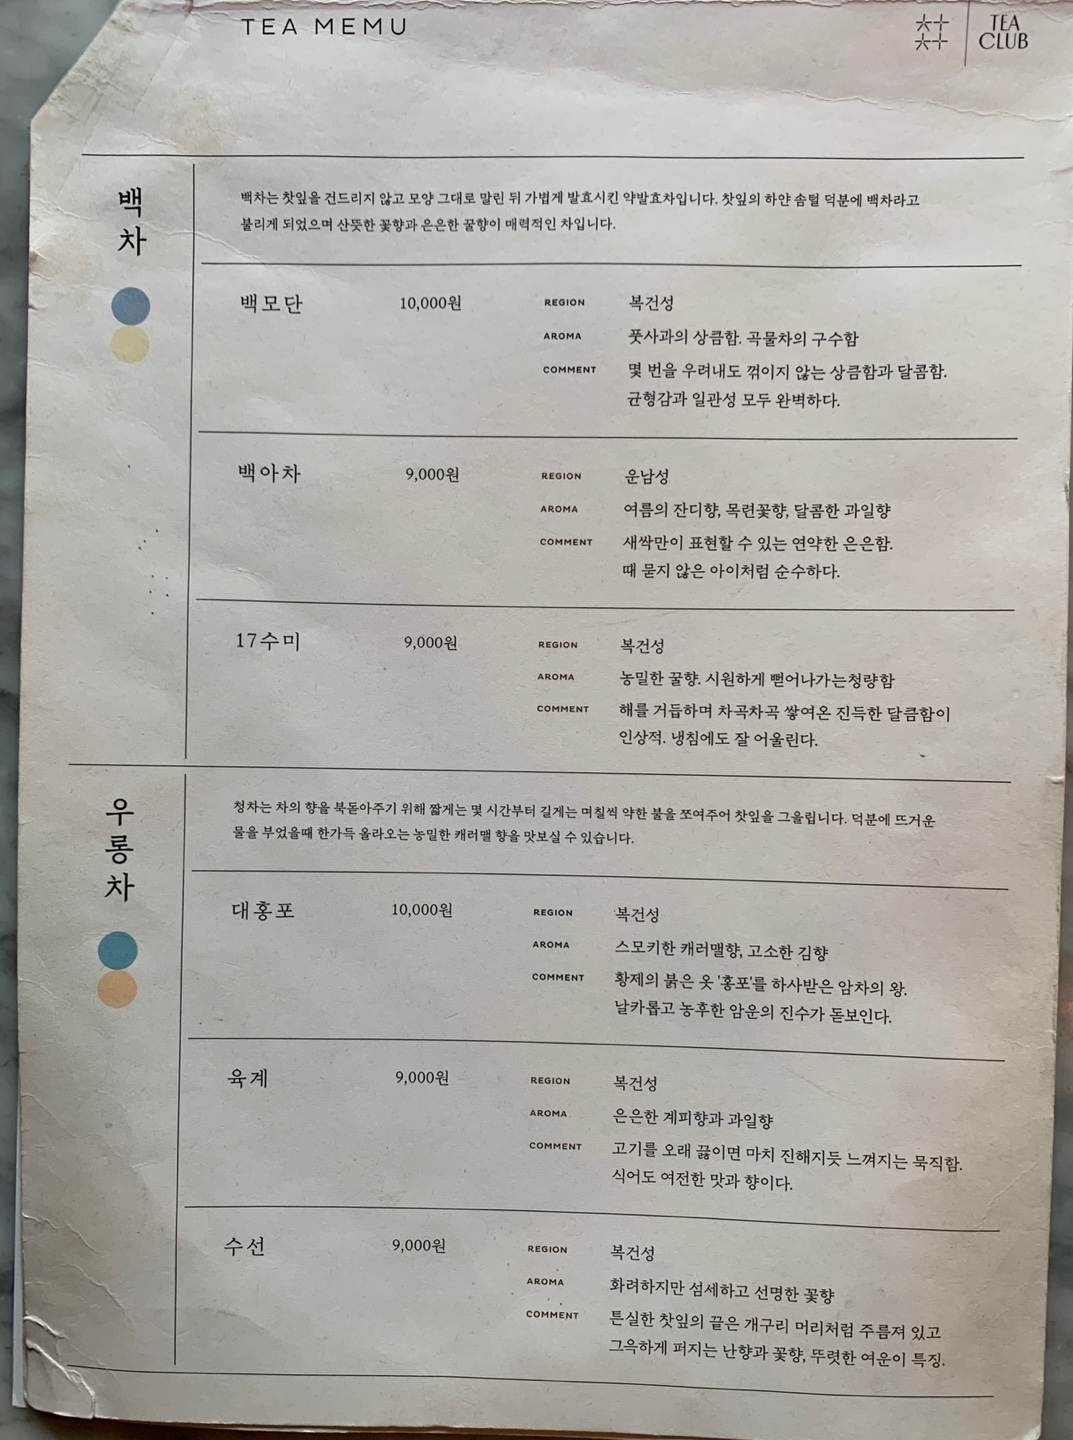 TEA MEMU
TEA
CLUB
백차
백차는 찻잎을 건드리지 않고 모양 그대로 말린 뒤 가볍게 발효시킨 약발효차입니다. 찻잎의 하얀 솜털 덕분에 백차라고
불리게 되었으며 산뜻한 꽃향과 은은한 꿀향이 매력적인 차입니다.
백모단 10,000원 REGION 복건성
AROMA 풋사과의 상큼함. 곡물차의 구수함
COMMENT 몇 번을 우려내도 꺾이지 않는 상큼함과 달콤함.
균형감과 일관성 모두 완벽하다.
백아차 9,000원 REGION 운남성
AROMA 여름의 잔디향, 목련꽃향, 달콤한 과일향
COMMENT 새싹만이 표현할 수 있는 연약한 은은함.
때 묻지 않은 아이처럼 순수하다.
17수미 9,000원 REGION 복건성
AROMA 농밀한 꿀향. 시원하게 뻗어나가는청량함
COMMENT 해를 거듭하며 차곡차곡 쌓여온 진득한 달큼함이
인상적. 냉침에도 잘 어울린다.
우롱차
청차는 차의 향을 북돋아주기 위해 짧게는 몇 시간부터 길게는 며칠씩 약한 불을 쪼여주어 찻잎을 그을립니다. 덕분에 뜨거운
물을 부었을때 한가득 올라오는 농밀한 캐러맬 향을 맛보실 수 있습니다.
대홍포 10,000원 REGION 복건성
AROMA 스모키한 캐러맬향, 고소한 김향
COMMENT 황제의 붉은 옷 '홍포'를 하사받은 암차의 왕.
날카롭고 농후한 암운의 진수가 돋보인다.
육계 9,000원 REGION 복건성
AROMA 은은한 계피향과 과일향
COMMENT 고기를 오래 끓이면 마치 진해지듯 느껴지는 묵직함.
식어도 여전한 맛과 향이다.
수선 9,000원 REGION 복건성
AROMA 화려하지만 섬세하고 선명한 꽃향
COMMENT 튼실한 찻잎의 끝은 개구리 머리처럼 주름져 있고
그윽하게 퍼지는 난향과 꽃향, 뚜렷한 여운이 특징.